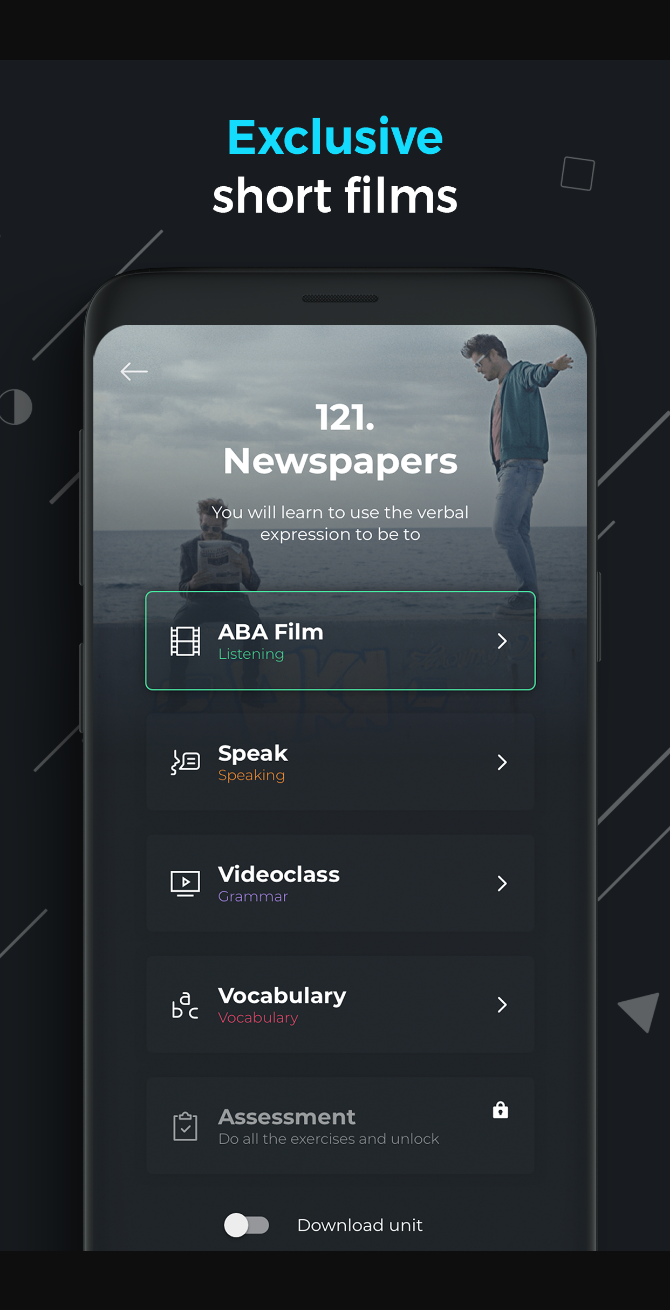 Exclusive
short films
121.
Newspapers
You will learn to use the verbal
expression to be to
ABA Film
Listening
Speak
Speaking
Videoclass
Grammar
a
b c
Vocabulary
Vocabulary
Assessment
Do all the exercises and unlock
Download unit